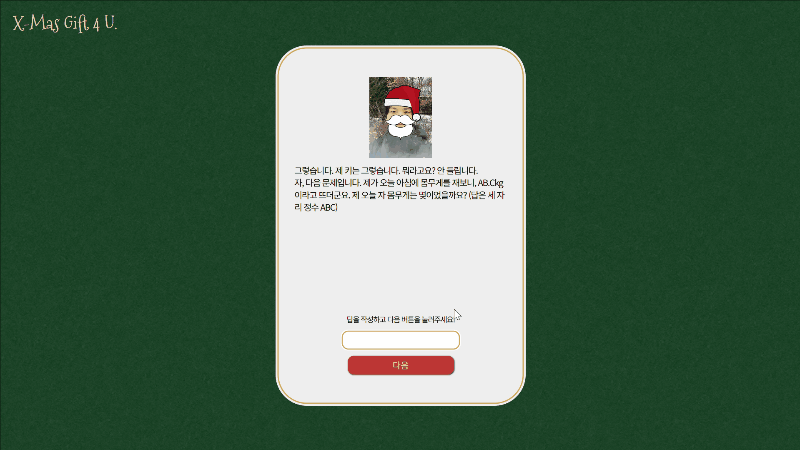 X-Mas Gift 4 U.
그렇습니다. 제 키는 그렇습니다. 뭐라고요? 안 들립니다.
자, 다음 문제입니다. 제가 오늘 아침에 몸무게를 재보니, AB.Ckg
이라고 뜨더군요. 제 오늘 자 몸무게는 몇이었을까요? (답은 세 자
리 정수 ABC)
답을 작성하고 다음 버튼을 눌러주세요!
다음